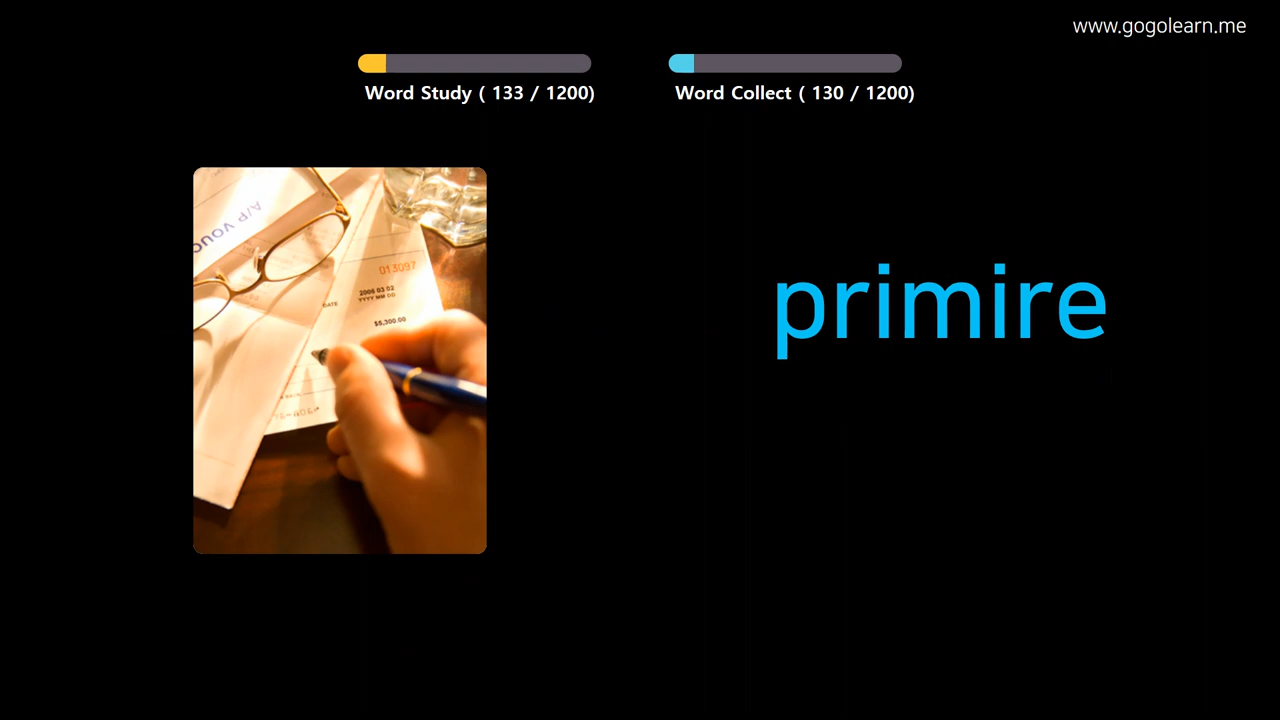 www.gogolearn.me
Word Study ( 133 / 1200)
Word Collect ( 130 / 1200)
A/P VOUC
013097
2006 03 02
YYYY MM DD
DATE
$5,300.00
primire